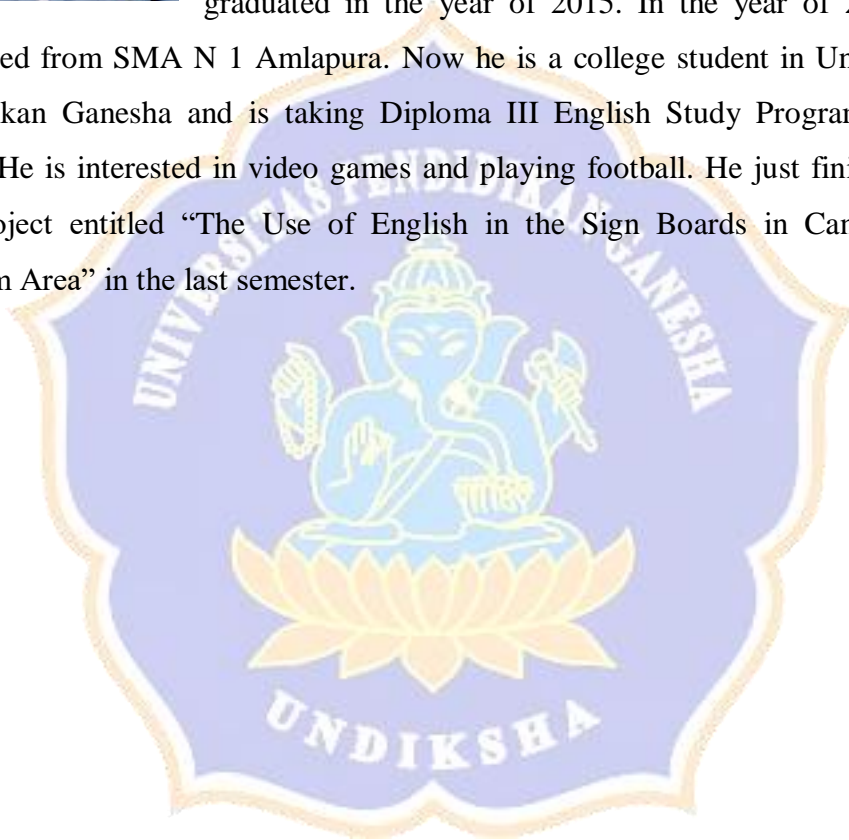 graduated in the year of 2015. In the year of
ed from SMA N 1 Amlapura. Now he is a college student in Un
kan Ganesha and is taking Diploma III English Study Program
He is interested in video games and playing football. He just fini
oject entitled “The Use of English in the Sign Boards in Can
m Area” in the last semester.
UNIVERSITAS PENDIDIKAN GANESHA
UNDIKSHA